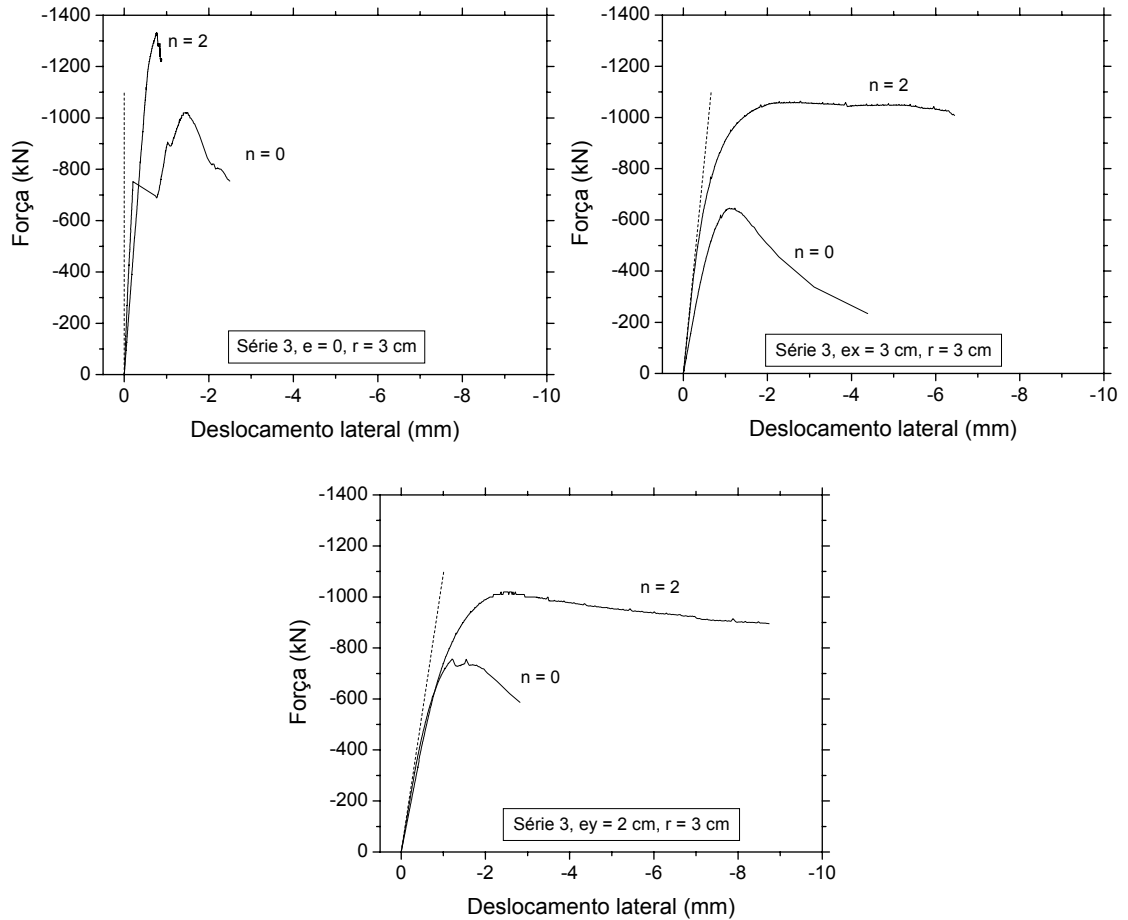 -1400
-1200
-1000
-800
-600
-400
-200
0
Força (kN)
n = 2
n = 0
Série 3, e = 0, r = 3 cm
0 -2 -4 -6 -8 -10
Deslocamento lateral (mm)
-1400
-1200
-1000
-800
-600
-400
-200
0
Força (kN)
n = 2
n = 0
Série 3, ex = 3 cm, r = 3 cm
0 -2 -4 -6 -8 -10
Deslocamento lateral (mm)
-1400
-1200
-1000
-800
-600
-400
-200
0
Força (kN)
n = 2
n = 0
Série 3, ey = 2 cm, r = 3 cm
0 -2 -4 -6 -8 -10
Deslocamento lateral (mm)